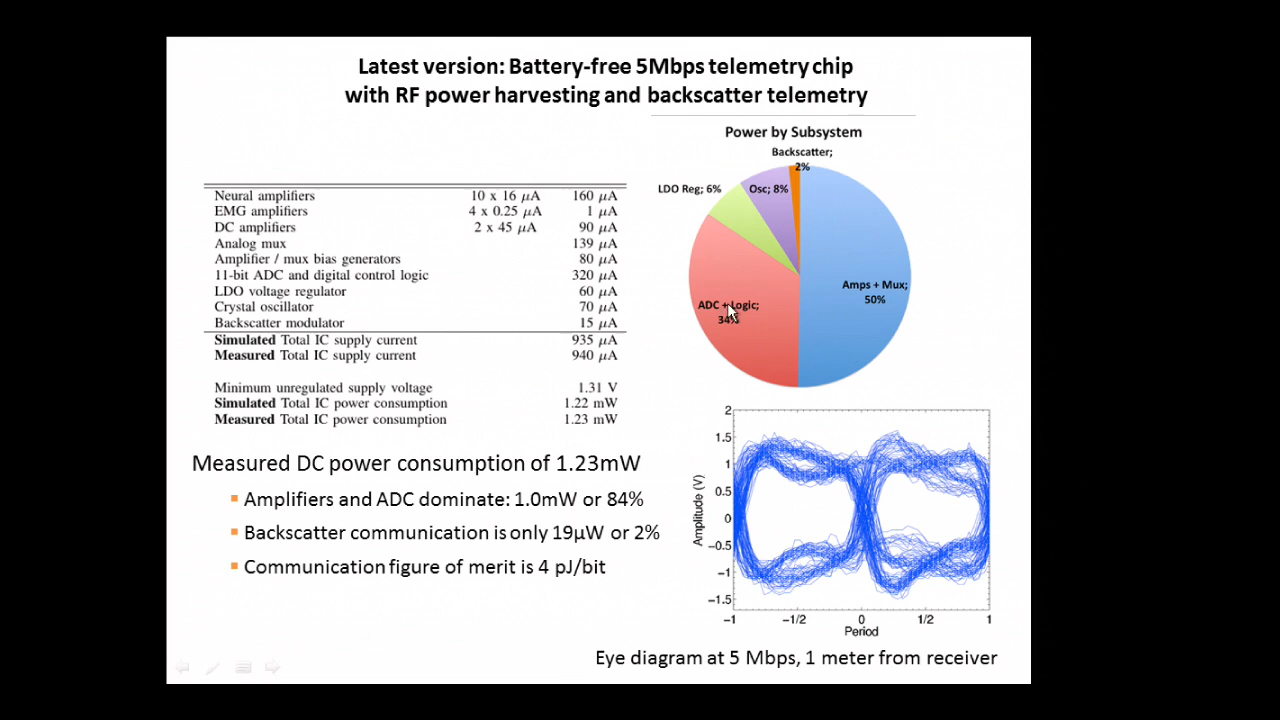 Latest version: Battery-free 5Mbps telemetry chip
with RF power harvesting and backscatter telemetry
Neural amplifiers 10 x 16 μA 160 μA
EMG amplifiers 4 x 0.25 μA 1 μA
DC amplifiers 2 x 45 μA 90 μA
Analog mux 139 μA
Amplifier / mux bias generators 80 μA
11-bit ADC and digital control logic 320 μA
LDO voltage regulator 60 μA
Crystal oscillator 70 μA
Backscatter modulator 15 μA
Simulated Total IC supply current 935 μA
Measured Total IC supply current 940 μA
Minimum unregulated supply voltage 1.31 V
Simulated Total IC power consumption 1.22 mW
Measured Total IC power consumption 1.23 mW
Power by Subsystem
Backscatter;
2%
LDO Reg; 6%
Osc; 8%
Amps + Mux;
50%
ADC + Logic;
34%
Measured DC power consumption of 1.23mW
Amplifiers and ADC dominate: 1.0mW or 84%
Backscatter communication is only 19μW or 2%
Communication figure of merit is 4 pJ/bit
Amplitude (V)
2
1.5
1
0.5
0
−0.5
−1
−1.5
−1 −1/2 0 1/2 1
Period
Eye diagram at 5 Mbps, 1 meter from receiver